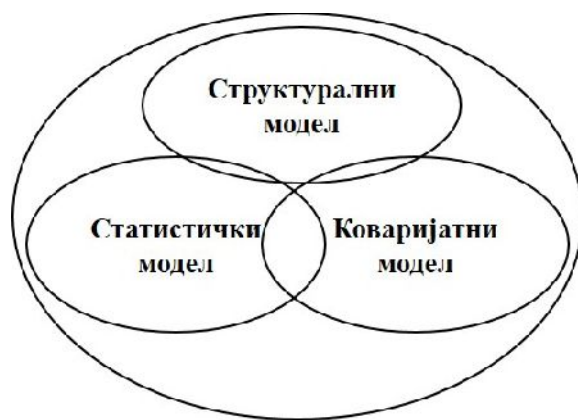 Структурални
модел
Статистички
модел
Коваријатни
модел